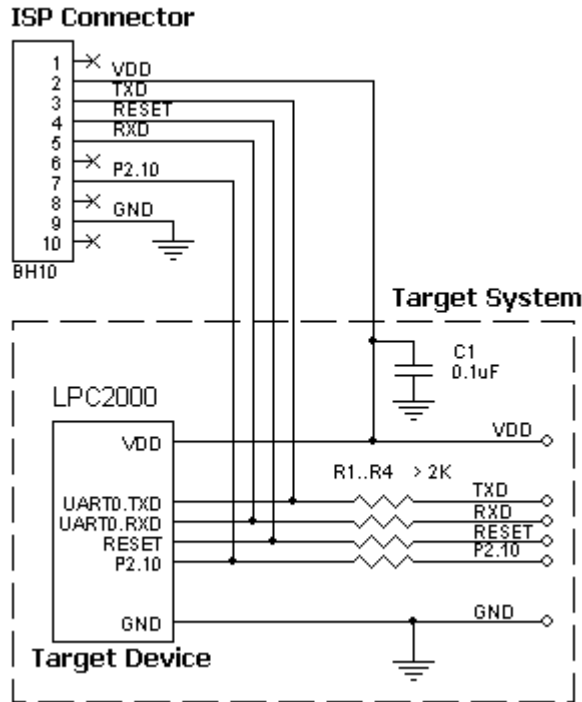 ISP Connector
1
2 VDD
3 TXD
4 RESET
5 RXD
6
7 P2.10
8
9 GND
10
BH10
Target System
C1
0.1uF
LPC2000
VDD
VDD
R1..R4 > 2K
UART0.TXD
TXD
UART0.RXD
RXD
RESET
RESET
P2.10
P2.10
GND
GND
Target Device